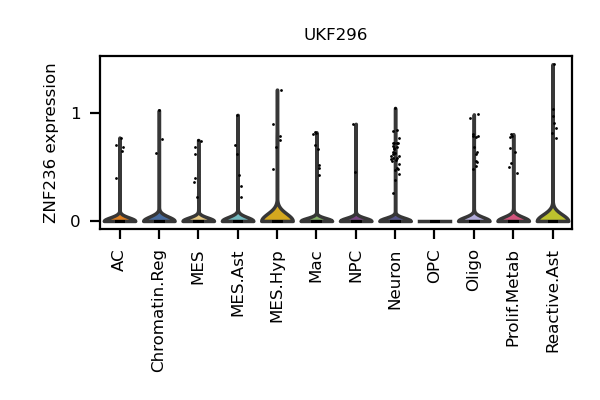 UKF296
ZNF236 expression
1
0
AC
Chromatin.Reg
MES
MES.Ast
MES.Hyp
Mac
NPC
Neuron
OPC
Oligo
Prolif.Metab
Reactive.Ast